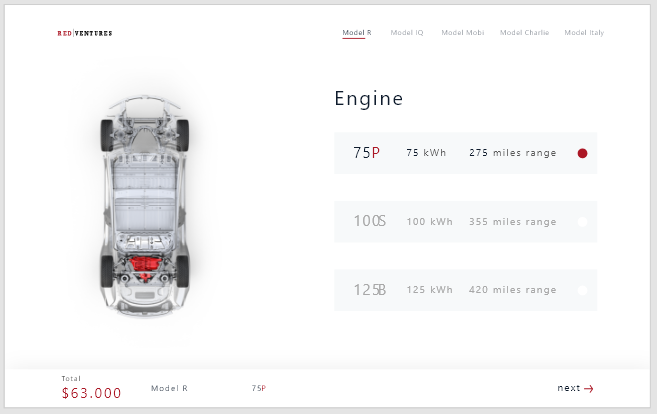 RED|VENTURES
Model R Model IQ Model Mobi Model Charlie Model Italy
Engine
75P 75 kWh 275 miles range
100S 100 kWh 355 miles range
125B 125 kWh 420 miles range
Total
$63.000 Model R 75P next →